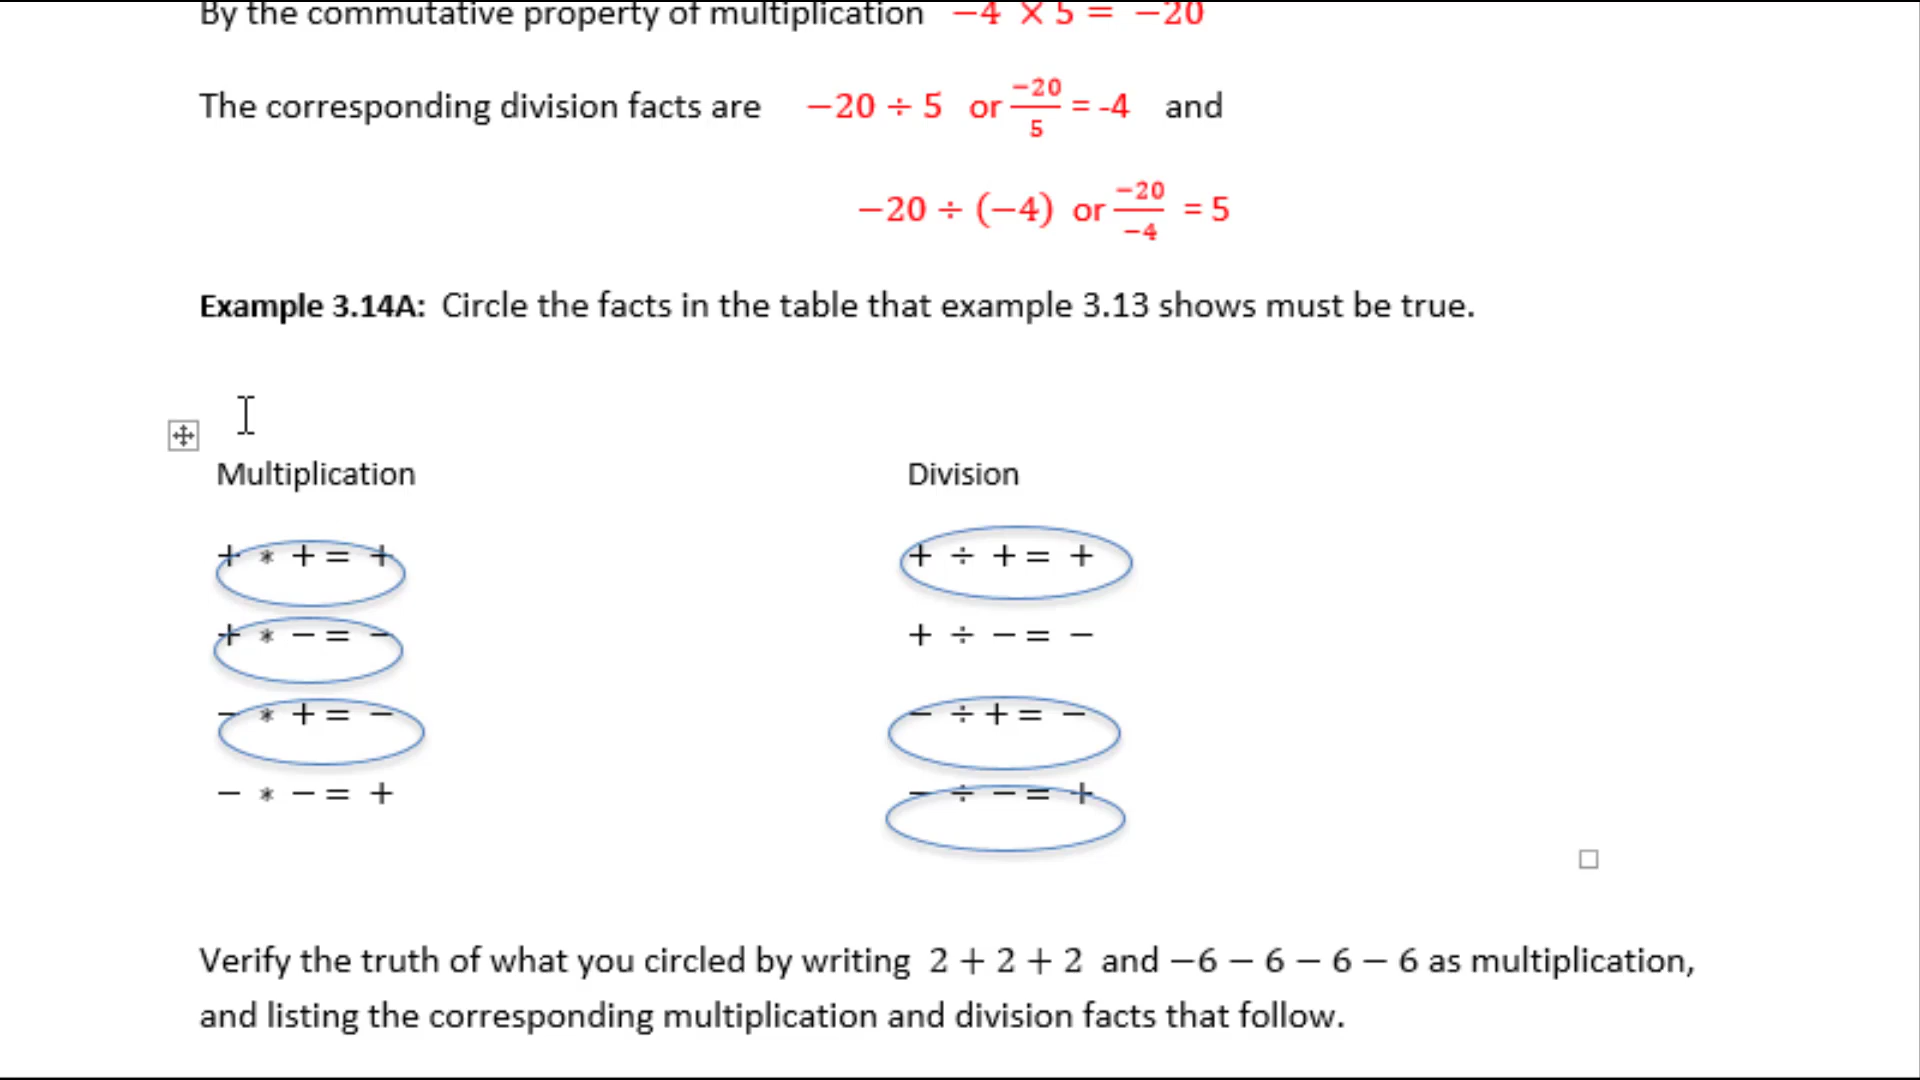 By the commutative property of multiplication −4 × 5 = −20
The corresponding division facts are −20 ÷ 5 or −20/5 = -4 and
−20 ÷ (−4) or −20/−4 = 5
Example 3.14A: Circle the facts in the table that example 3.13 shows must be true.
Multiplication Division
+ * + = + + ÷ + = +
+ * − = − + ÷ − = −
− * + = − − ÷ + = −
− * − = + − ÷ − = +
Verify the truth of what you circled by writing 2 + 2 + 2 and −6 − 6 − 6 − 6 as multiplication,
and listing the corresponding multiplication and division facts that follow.